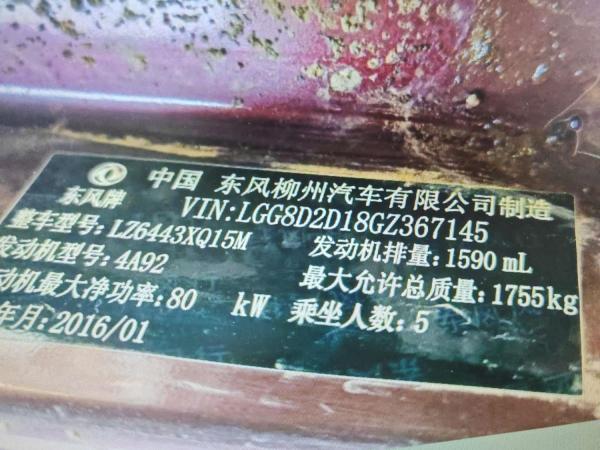 中国 东风柳州汽车有限公司制造
东风牌 VIN:LGG8D2D18GZ367145
整车型号:LZ6443XQ15M 发动机排量:1590 mL
发动机型号:4A92 最大允许总质量:1755kg
动机最大净功率:80 kW 乘坐人数:5
年月:2016/01